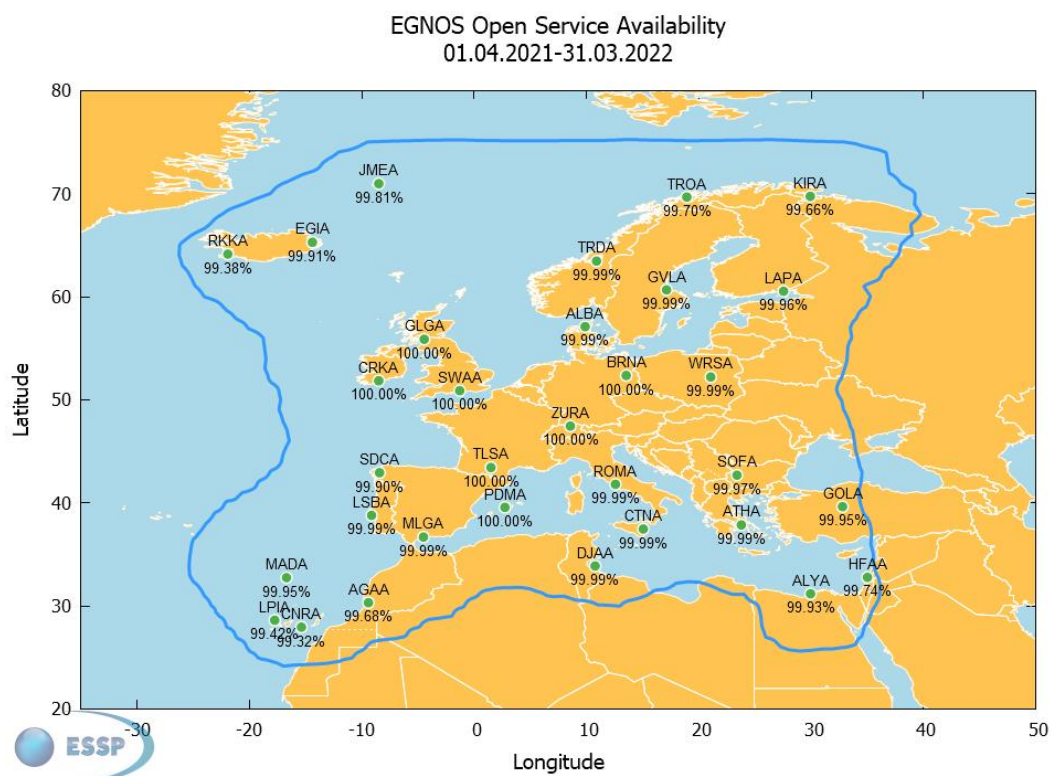 EGNOS Open Service Availability
01.04.2021-31.03.2022
80
70
60
50
40
30
20
Latitude
JMEA
99.81%
TROA
99.70%
KIRA
99.66%
EGIA
99.91%
RKKA
99.38%
TRDA
99.99%
GVLA
99.99%
LAPA
99.96%
ALBA
99.99%
GLGA
100.00%
CRKA
100.00%
SWAA
100.00%
BRNA
100.00%
WRSA
99.99%
ZURA
100.00%
TLSA
100.00%
SDCA
99.90%
PDMA
100.00%
ROMA
99.99%
SOFA
99.97%
LSBA
99.99%
MLGA
99.99%
CTNA
99.99%
ATHA
99.99%
GOLA
99.95%
MADA
99.95%
DJAA
99.99%
HFAA
99.74%
AGAA
99.68%
ALYA
99.93%
LPIA
99.42%
CNRA
99.32%
-30
-20
-10
0
10
20
30
40
50
Longitude
ESSP